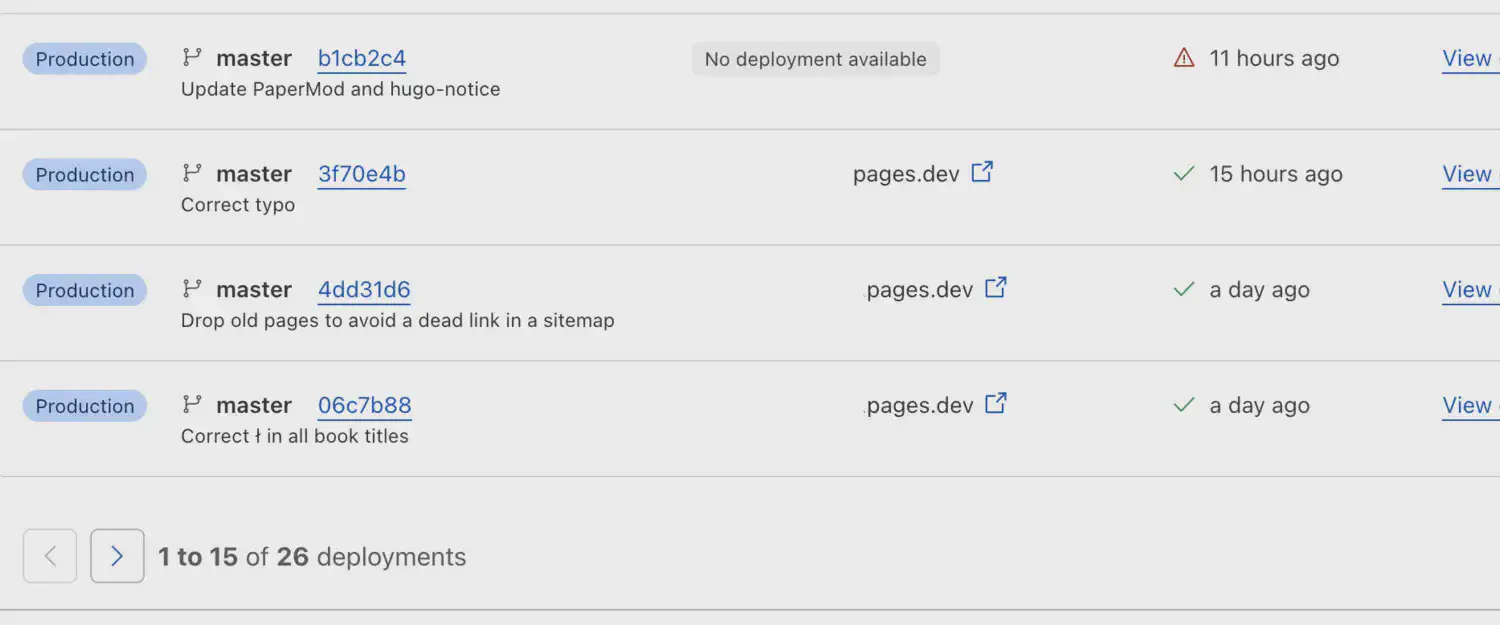 Production master b1cb2c4 No deployment available 11 hours ago View
Update PaperMod and hugo-notice
Production master 3f70e4b pages.dev 15 hours ago View
Correct typo
Production master 4dd31d6 .pages.dev a day ago View
Drop old pages to avoid a dead link in a sitemap
Production master 06c7b88 .pages.dev a day ago View
Correct ł in all book titles
1 to 15 of 26 deployments